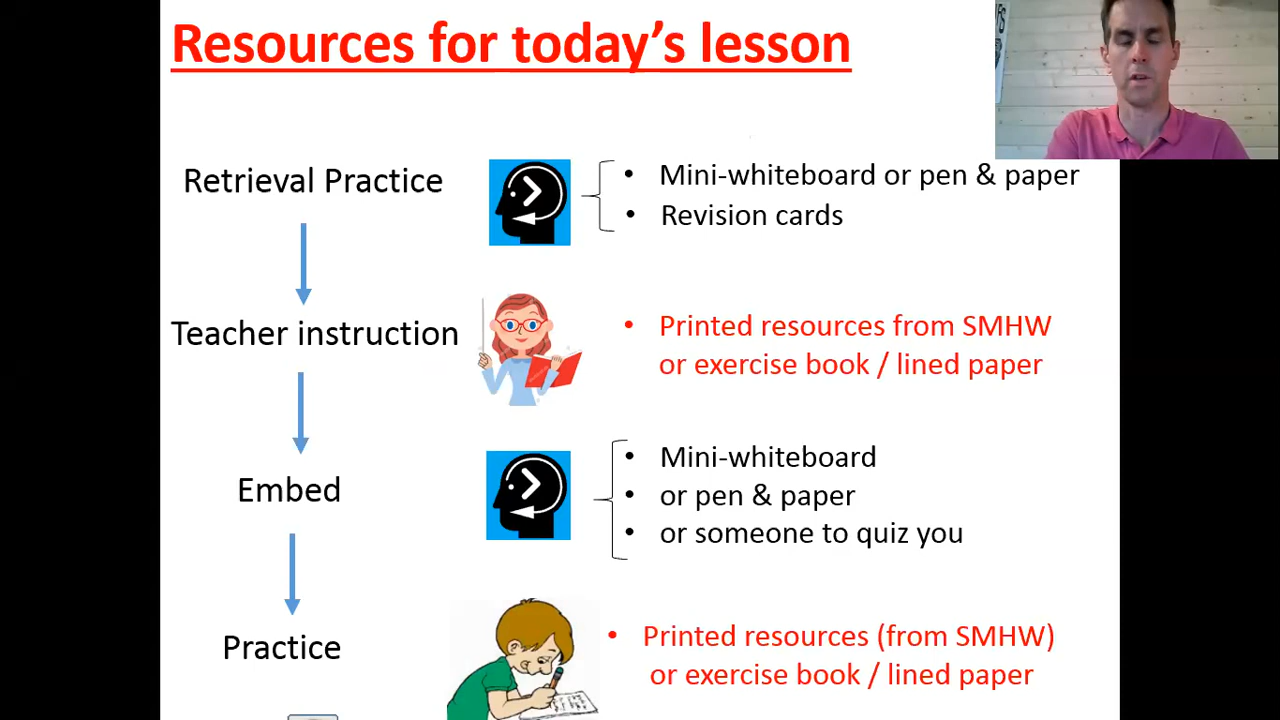 Resources for today's lesson
Retrieval Practice
• Mini-whiteboard or pen & paper
• Revision cards
Teacher instruction
• Printed resources from SMHW
or exercise book / lined paper
Embed
• Mini-whiteboard
• or pen & paper
• or someone to quiz you
Practice
• Printed resources (from SMHW)
or exercise book / lined paper